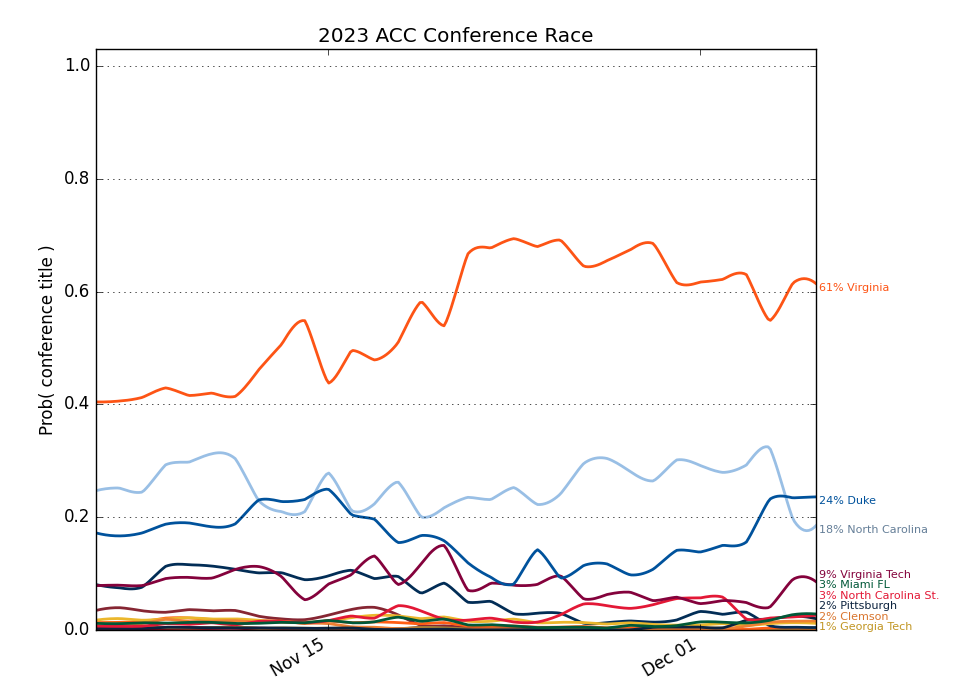 2023 ACC Conference Race
Prob( conference title )
1.0
0.8
0.6
0.4
0.2
0.0
Nov 15
Dec 01
61% Virginia
24% Duke
18% North Carolina
9% Virginia Tech
3% Miami FL
3% North Carolina St.
2% Pittsburgh
2% Clemson
1% Georgia Tech